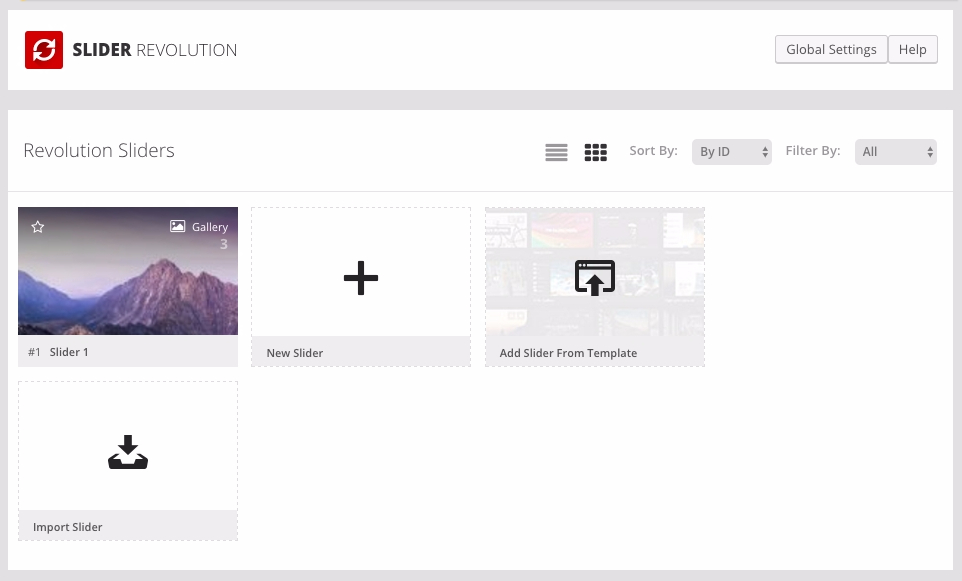 SLIDER REVOLUTION
Global Settings
Help
Revolution Sliders
Sort By:
By ID
Filter By:
All
Gallery
3
#1 Slider 1
New Slider
Add Slider From Template
Import Slider